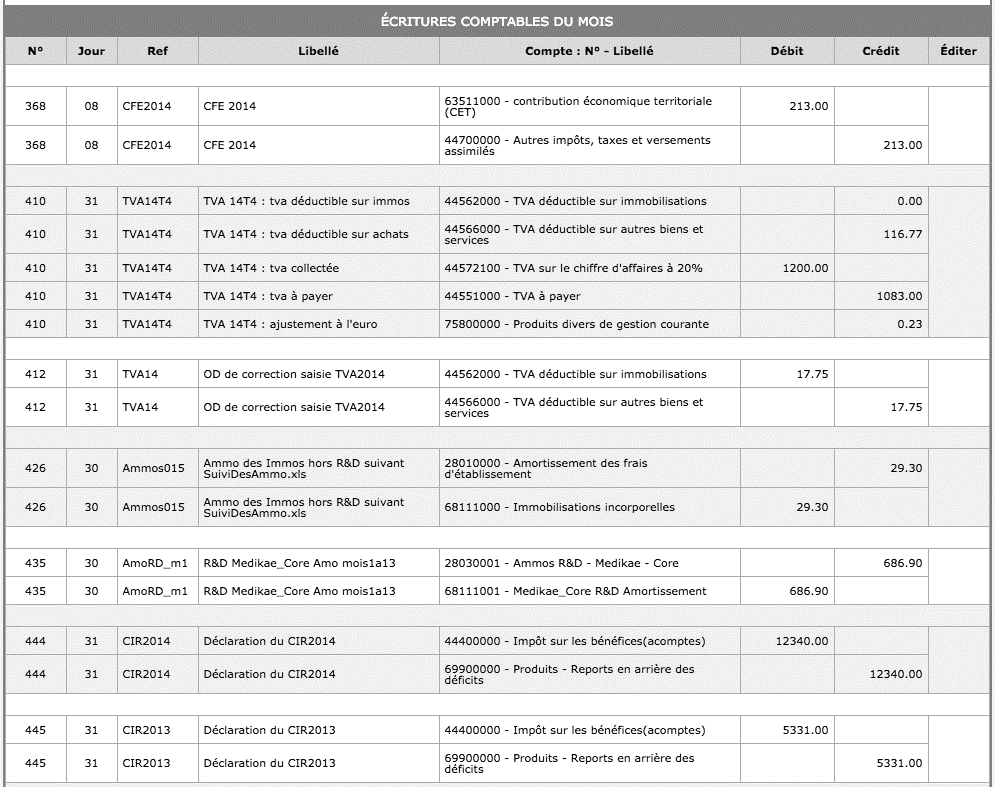 ÉCRITURES COMPTABLES DU MOIS
N° Jour Ref Libellé Compte : N° - Libellé Débit Crédit Éditer
368 08 CFE2014 CFE 2014 63511000 - contribution économique territoriale
(CET) 213.00
368 08 CFE2014 CFE 2014 44700000 - Autres impôts, taxes et versements
assimilés 213.00
410 31 TVA14T4 TVA 14T4 : tva déductible sur immos 44562000 - TVA déductible sur immobilisations 0.00
410 31 TVA14T4 TVA 14T4 : tva déductible sur achats 44566000 - TVA déductible sur autres biens et
services 116.77
410 31 TVA14T4 TVA 14T4 : tva collectée 44572100 - TVA sur le chiffre d'affaires à 20% 1200.00
410 31 TVA14T4 TVA 14T4 : tva à payer 44551000 - TVA à payer 1083.00
410 31 TVA14T4 TVA 14T4 : ajustement à l'euro 75800000 - Produits divers de gestion courante 0.23
412 31 TVA14 OD de correction saisie TVA2014 44562000 - TVA déductible sur immobilisations 17.75
412 31 TVA14 OD de correction saisie TVA2014 44566000 - TVA déductible sur autres biens et
services 17.75
426 30 Ammos015 Ammo des Immos hors R&D suivant
SuiviDesAmmo.xls 28010000 - Amortissement des frais
d'établissement 29.30
426 30 Ammos015 Ammo des Immos hors R&D suivant
SuiviDesAmmo.xls 68111000 - Immobilisations incorporelles 29.30
435 30 AmoRD_m1 R&D Medikae_Core Amo mois1a13 28030001 - Ammos R&D - Medikae - Core 686.90
435 30 AmoRD_m1 R&D Medikae_Core Amo mois1a13 68111001 - Medikae_Core R&D Amortissement 686.90
444 31 CIR2014 Déclaration du CIR2014 44400000 - Impôt sur les bénéfices(acomptes) 12340.00
444 31 CIR2014 Déclaration du CIR2014 69900000 - Produits - Reports en arrière des
déficits 12340.00
445 31 CIR2013 Déclaration du CIR2013 44400000 - Impôt sur les bénéfices(acomptes) 5331.00
445 31 CIR2013 Déclaration du CIR2013 69900000 - Produits - Reports en arrière des
déficits 5331.00